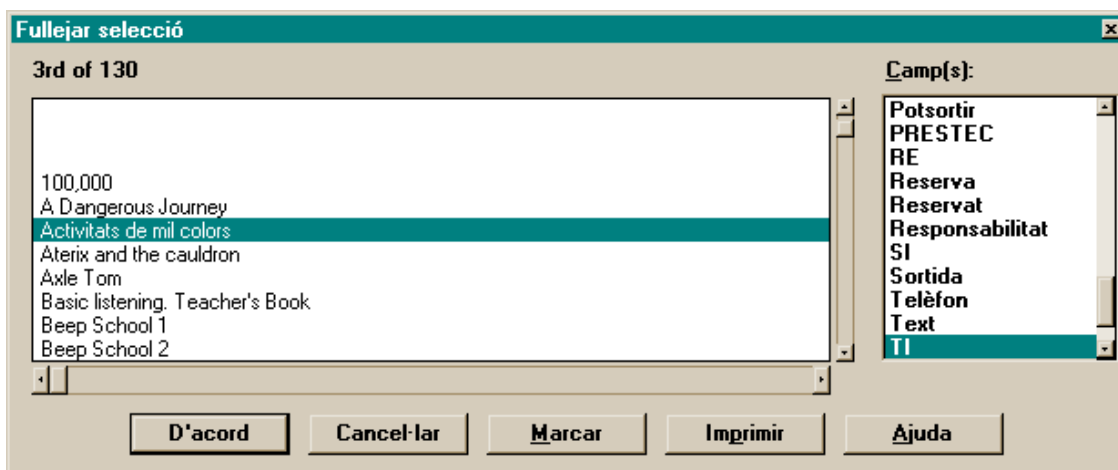 Fullejar selecció
3rd of 130
100,000
A Dangerous Journey
Activitats de mil colors
Aterix and the cauldron
Axle Tom
Basic listening. Teacher's Book
Beep School 1
Beep School 2
Camp(s):
Potsortir
PRESTEC
RE
Reserva
Reservat
Responsabilitat
SI
Sortida
Telèfon
Text
TI
D'acord
Cancel·lar
Marcar
Imprimir
Ajuda